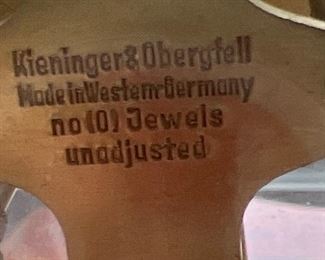 Kieninger&Obergfell
Made in Western Germany
no (0) Jewels
unadjusted